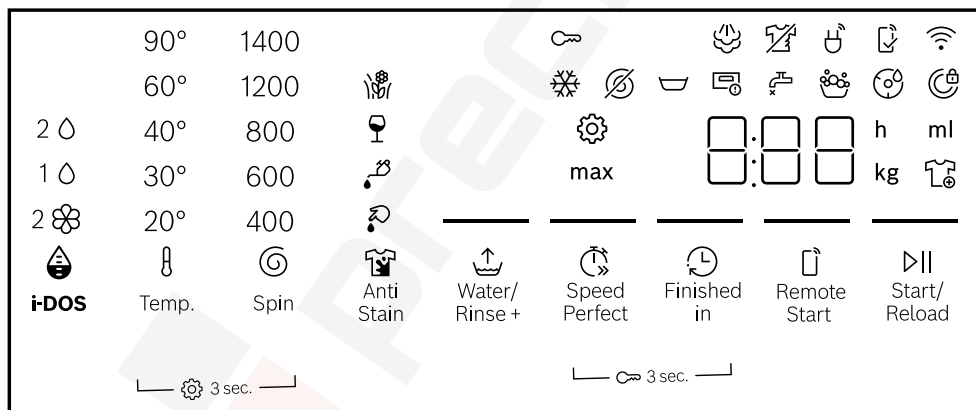 90° 1400
60° 1200
2 40° 800 h ml
1 30° 600 max kg
2 20° 400
i-DOS Temp. Spin Anti Stain Water/ Rinse + Speed Perfect Finished in Remote Start Start/ Reload
3 sec. 3 sec.